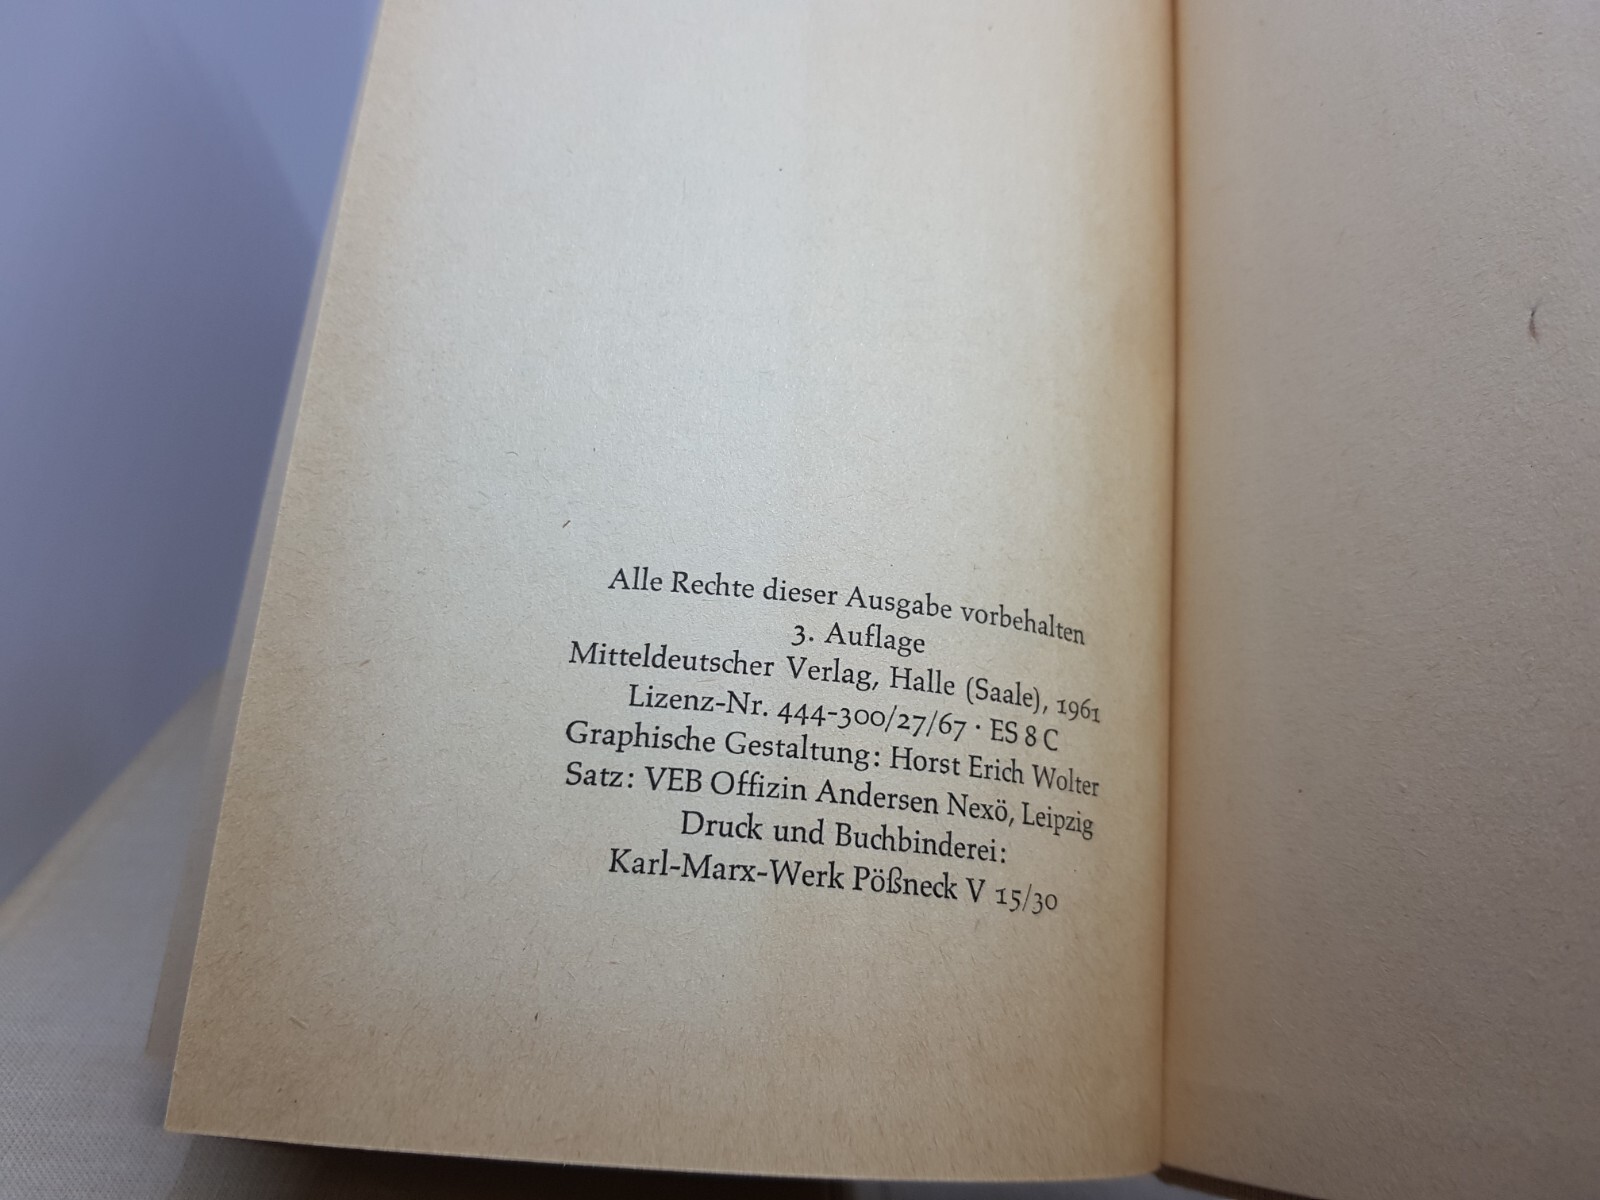 Alle Rechte dieser Ausgabe vorbehalten
3. Auflage
Mitteldeutscher Verlag, Halle (Saale), 1961
Lizenz-Nr. 444-300/27/67 · ES 8 C
Graphische Gestaltung: Horst Erich Wolter
Satz: VEB Offizin Andersen Nexö, Leipzig
Druck und Buchbinderei:
Karl-Marx-Werk Pößneck V 15/30